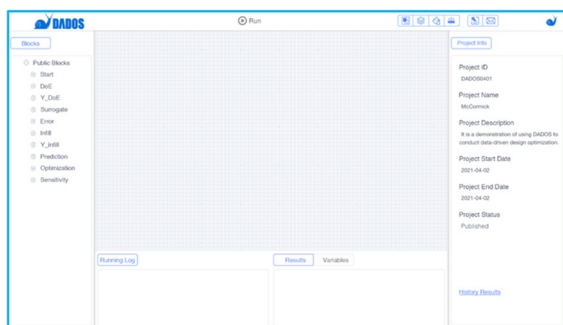 DADOS
Run
Blocks
Public Blocks
Start
DoE
Y_DoE
Surrogate
Error
Infill
Y_infill
Prediction
Optimization
Sensitivity
Running Log
Results
Variables
Project Info
Project ID
DADOS0401
Project Name
McCormick
Project Description
It is a demonstration of using DADOS to
conduct data-driven design optimization.
Project Start Date
2021-04-02
Project End Date
2021-04-02
Project Status
Published
History Results